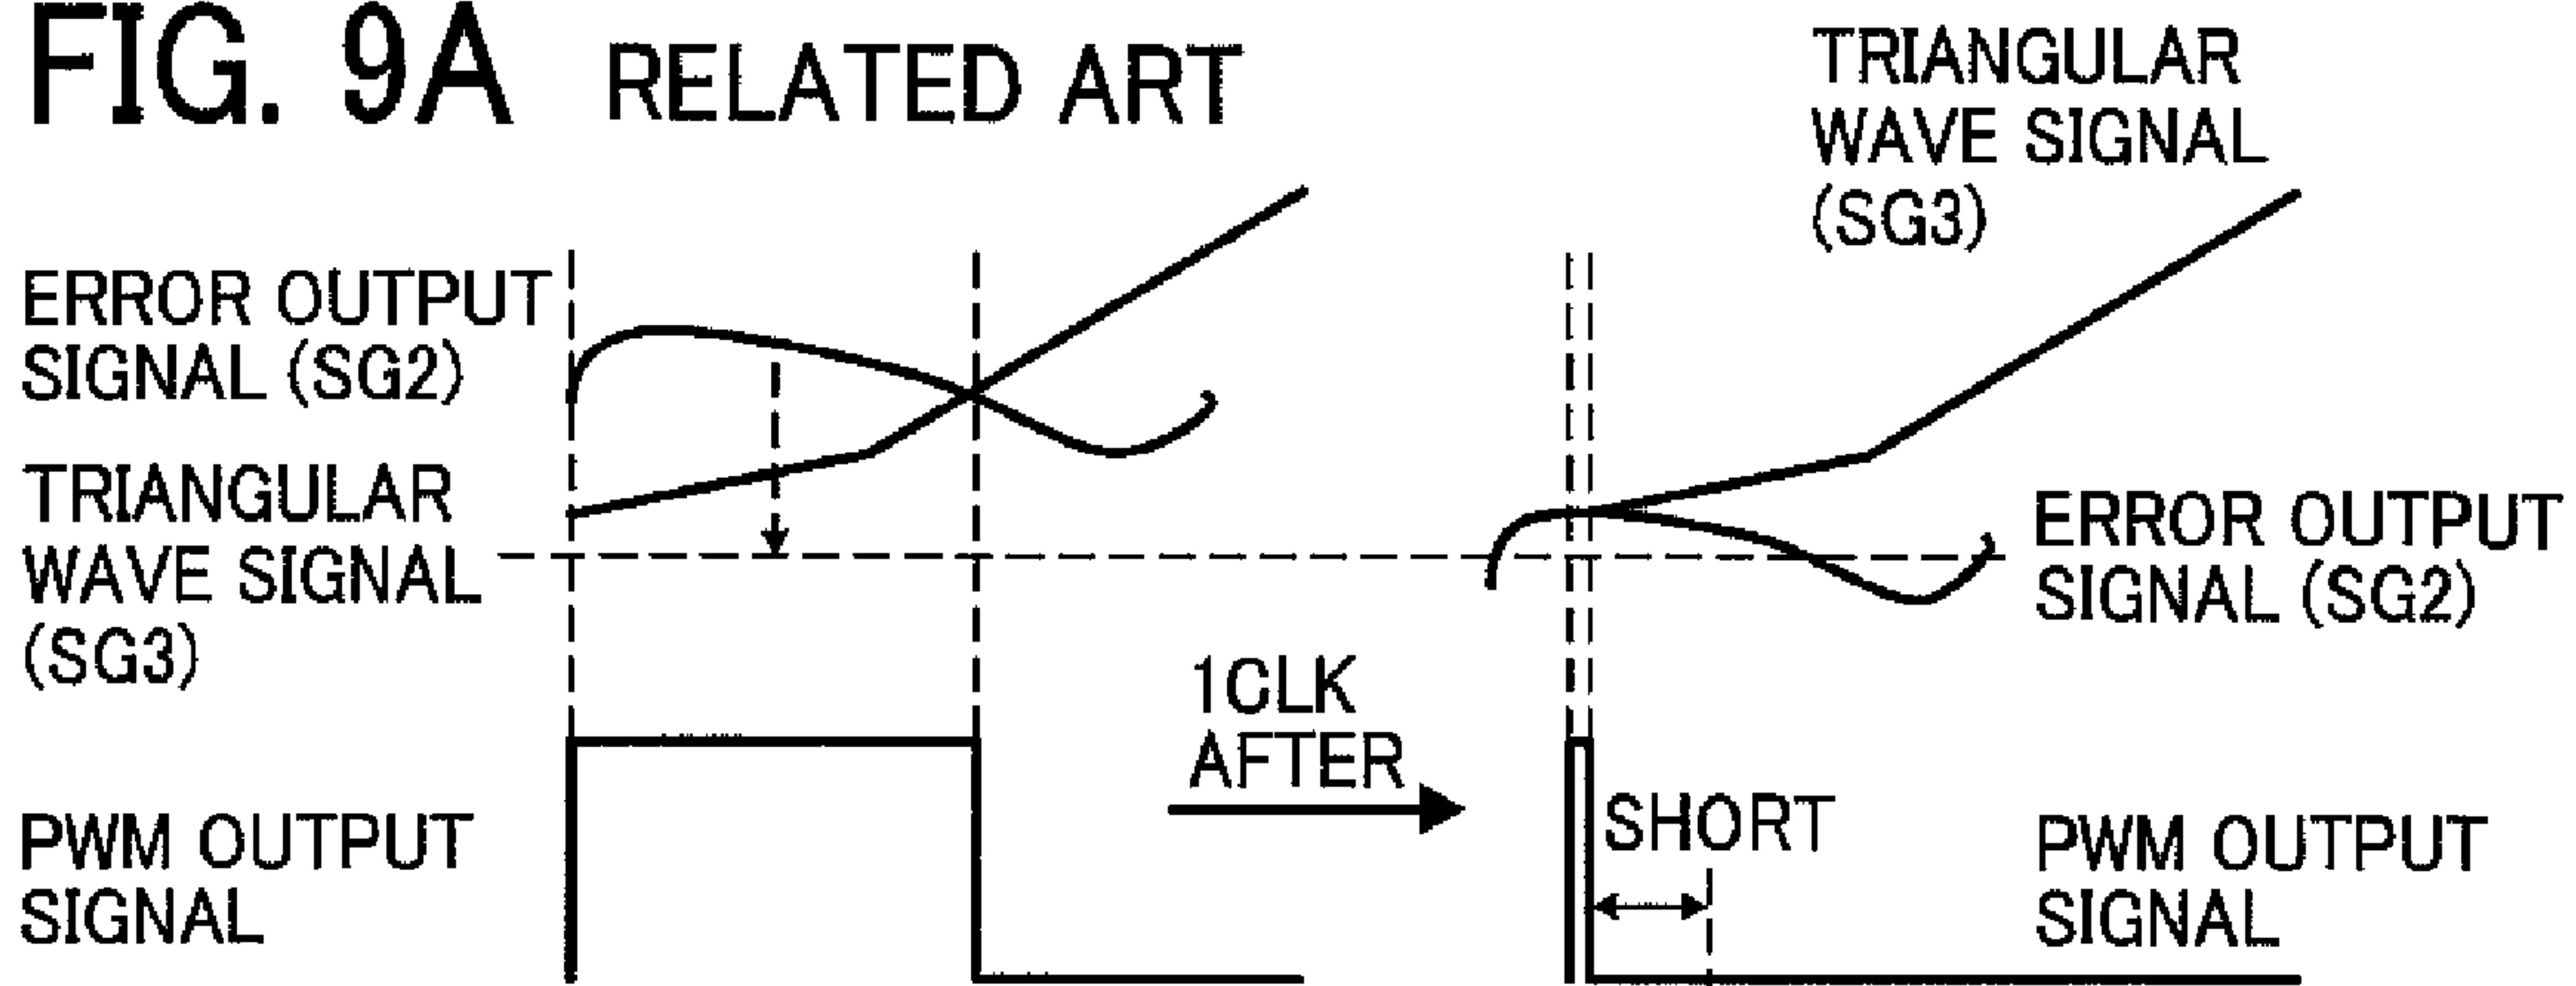 FIG. 9A RELATED ART
TRIANGULAR
WAVE SIGNAL
(SG3)
ERROR OUTPUT
SIGNAL (SG2)
TRIANGULAR
WAVE SIGNAL
(SG3)
ERROR OUTPUT
SIGNAL (SG2)
1CLK
AFTER
SHORT
PWM OUTPUT
SIGNAL
PWM OUTPUT
SIGNAL